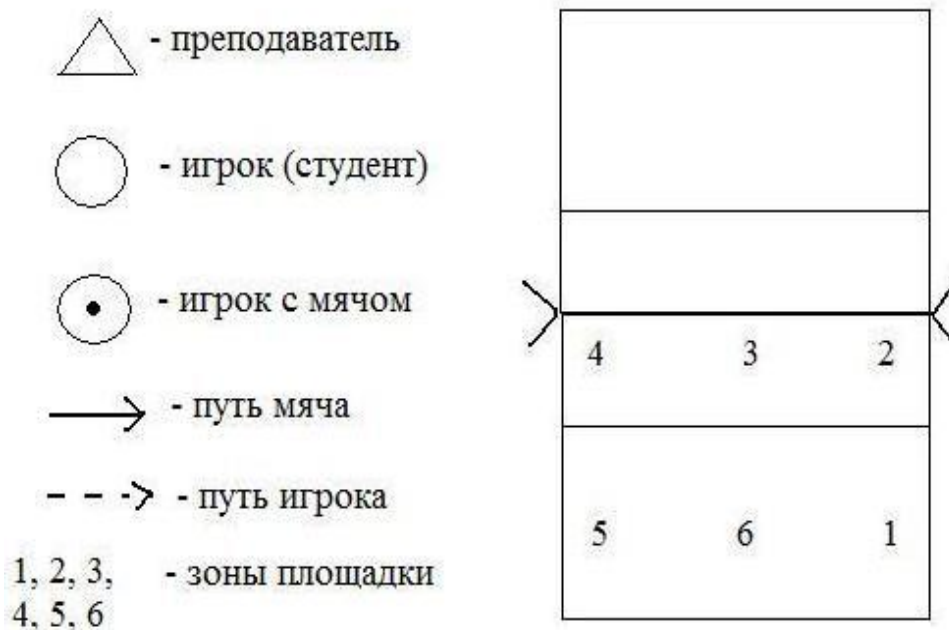 - преподаватель
- игрок (студент)
- игрок с мячом
- путь мяча
- путь игрока
1, 2, 3,
4, 5, 6
- зоны площадки
4 3 2
5 6 1